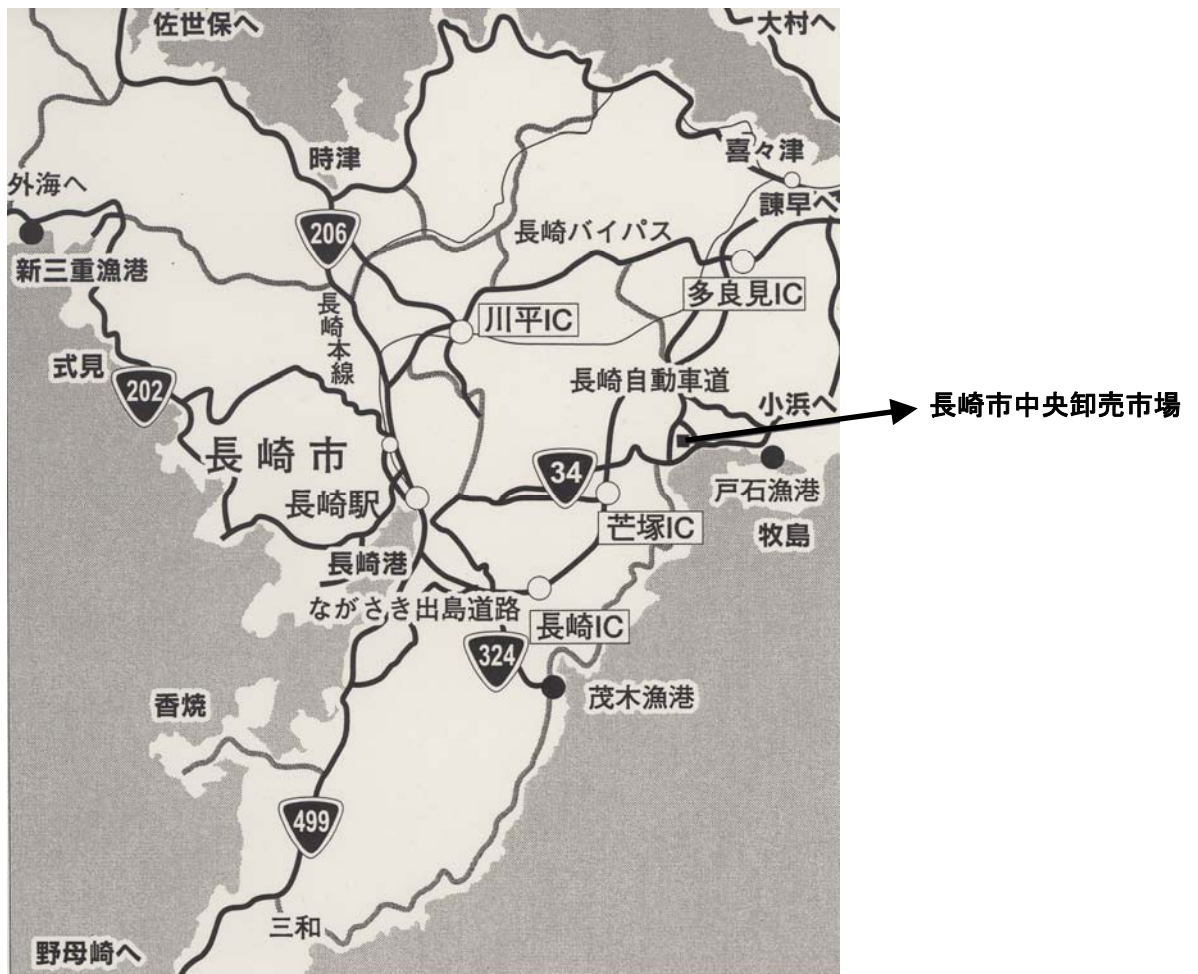 佐世保へ
大村へ
時津
喜々津
外海へ
諫早へ
206
長崎バイパス
新三重漁港
多良見IC
川平IC
長崎本線
式見
長崎自動車道
202
小浜へ
長崎市中央卸売市場
長崎市
34
戸石漁港
長崎駅
芒塚IC
牧島
長崎港
ながさき出島道路
長崎IC
324
香焼
茂木漁港
499
三和
野母崎へ